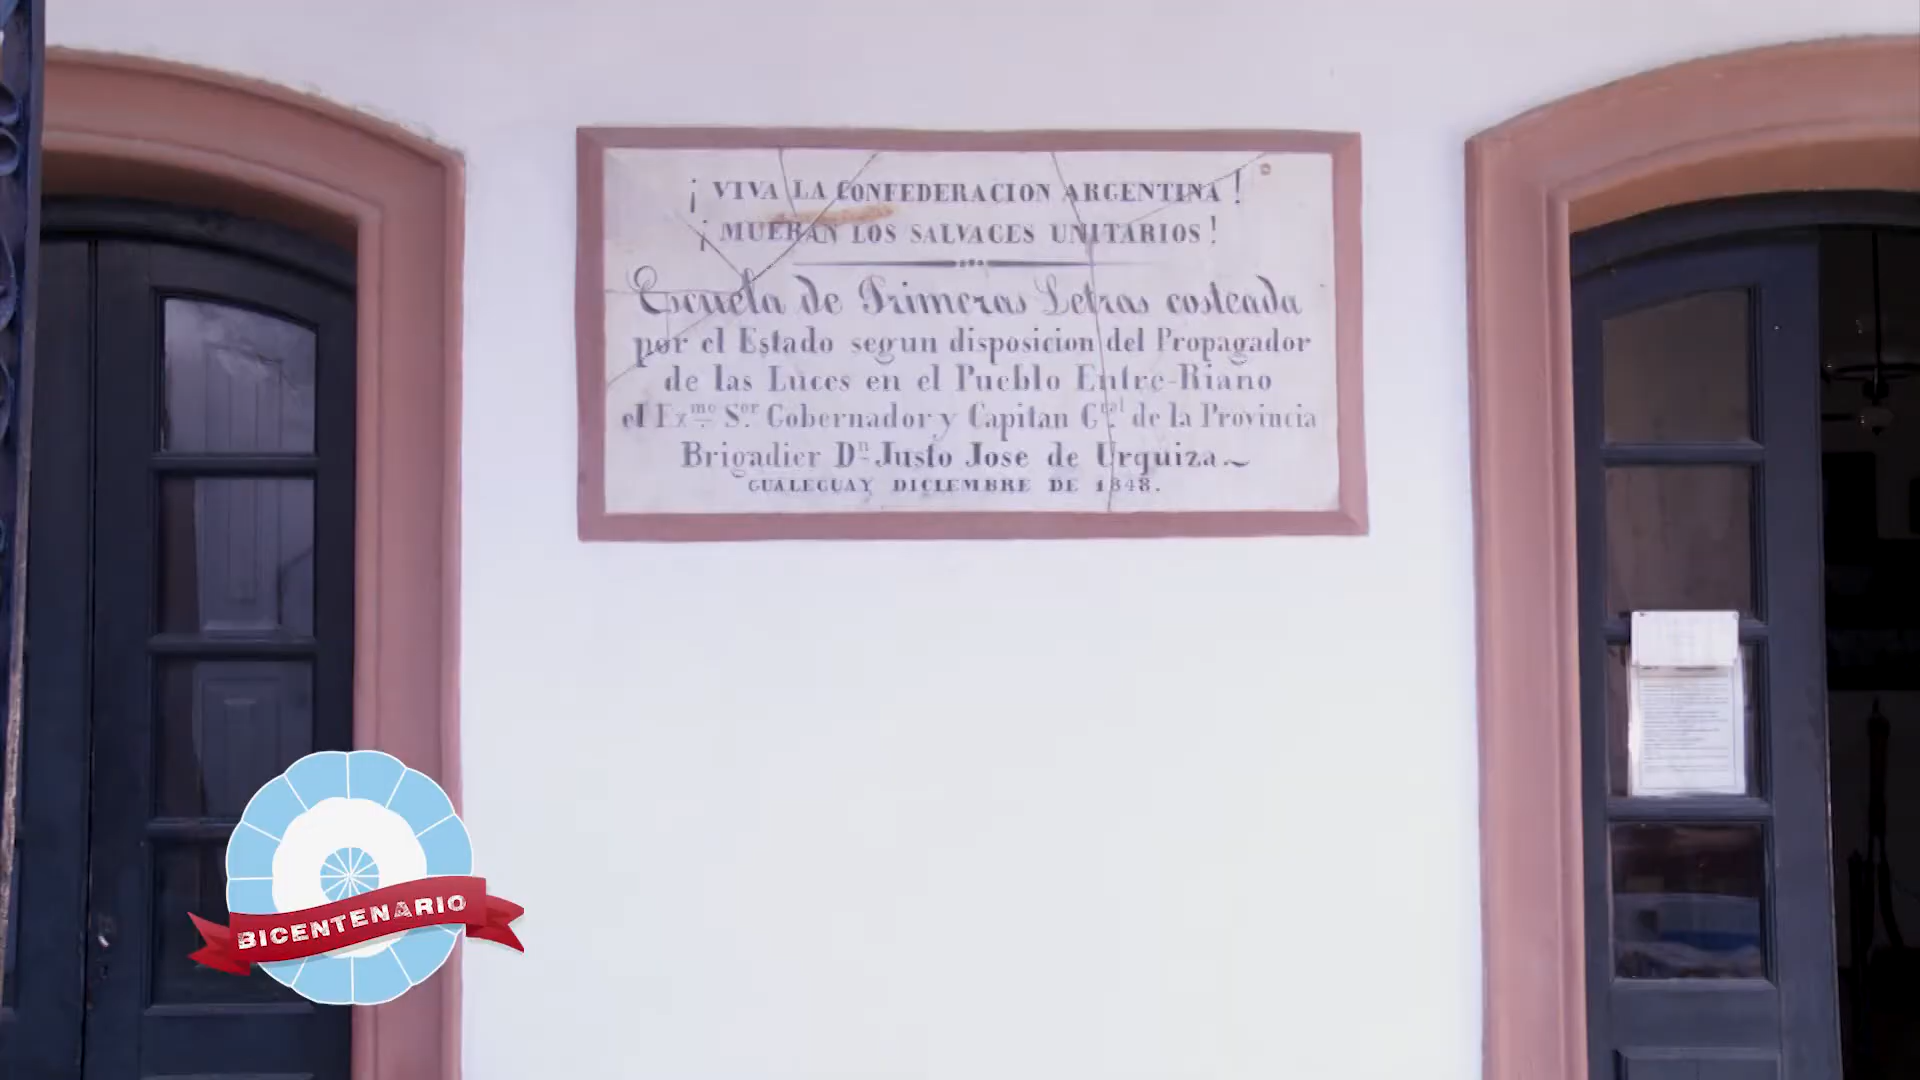 ¡ VIVA LA CONFEDERACION ARGENTINA !
¡ MUERAN LOS SALVAGES UNITARIOS !
Escuela de Primeras Letras costeada
por el Estado segun disposicion del Propagador
de las Luces en el Pueblo Entre-Riano
el Exmo Sor. Gobernador y Capitan Gral. de la Provincia
Brigadier Dn Justo Jose de Urquiza
GUALEGUAY DICIEMBRE DE 1848.
BICENTENARIO